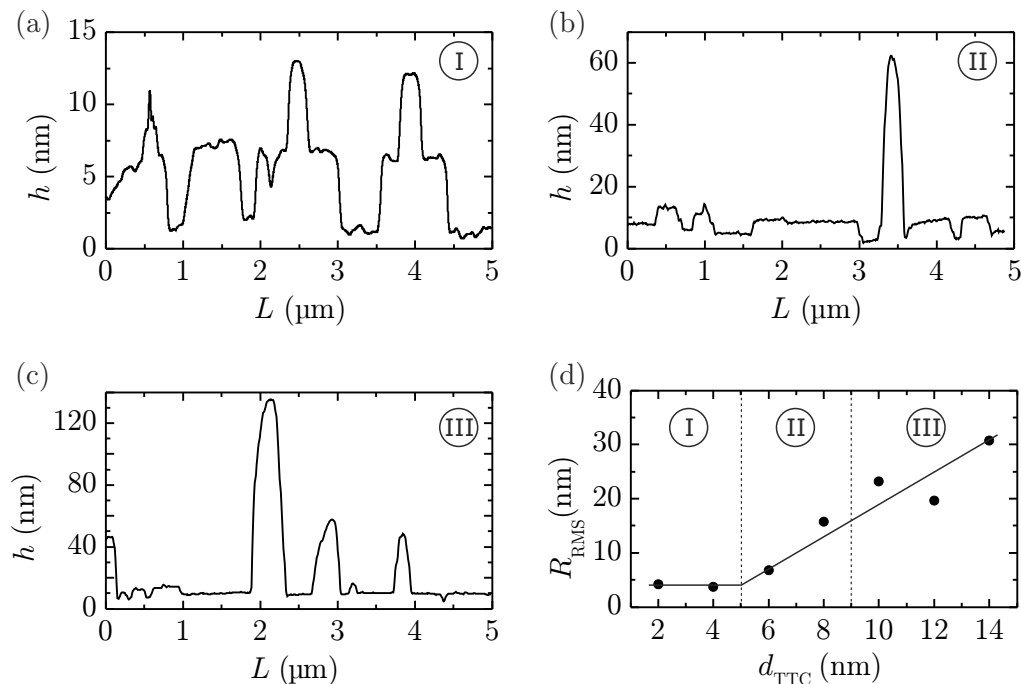 (a)
15
10
5
0
h (nm)
I
0 1 2 3 4 5
L (µm)
(b)
60
40
20
0
h (nm)
II
0 1 2 3 4 5
L (µm)
(c)
120
80
40
0
h (nm)
III
0 1 2 3 4 5
L (µm)
(d)
40
30
20
10
0
R_RMS (nm)
I II III
2 4 6 8 10 12 14
d_TTC (nm)